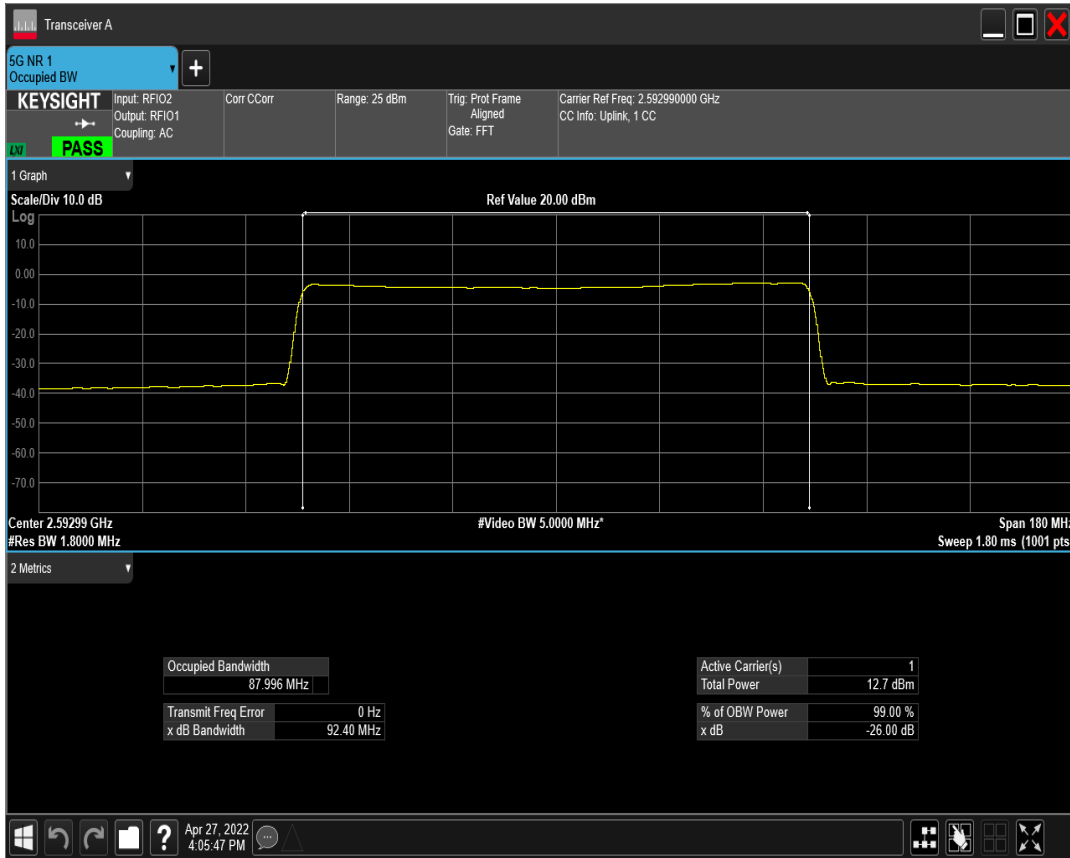 Transceiver A
5G NR 1
Occupied BW
KEYSIGHT
Input: RFIO2
Output: RFIO1
Coupling: AC
Corr CCorr
Range: 25 dBm
Trig: Prot Frame
Aligned
Gate: FFT
Carrier Ref Freq: 2.592990000 GHz
CC Info: Uplink, 1 CC
LXI
PASS
1 Graph
Scale/Div 10.0 dB
Ref Value 20.00 dBm
Log
10.0
0.00
-10.0
-20.0
-30.0
-40.0
-50.0
-60.0
-70.0
Center 2.59299 GHz
#Video BW 5.0000 MHz*
Span 180 MHz
#Res BW 1.8000 MHz
Sweep 1.80 ms (1001 pts
2 Metrics
Occupied Bandwidth
87.996 MHz
Transmit Freq Error 0 Hz
x dB Bandwidth 92.40 MHz
Active Carrier(s) 1
Total Power 12.7 dBm
% of OBW Power 99.00 %
x dB -26.00 dB
Apr 27, 2022
4:05:47 PM